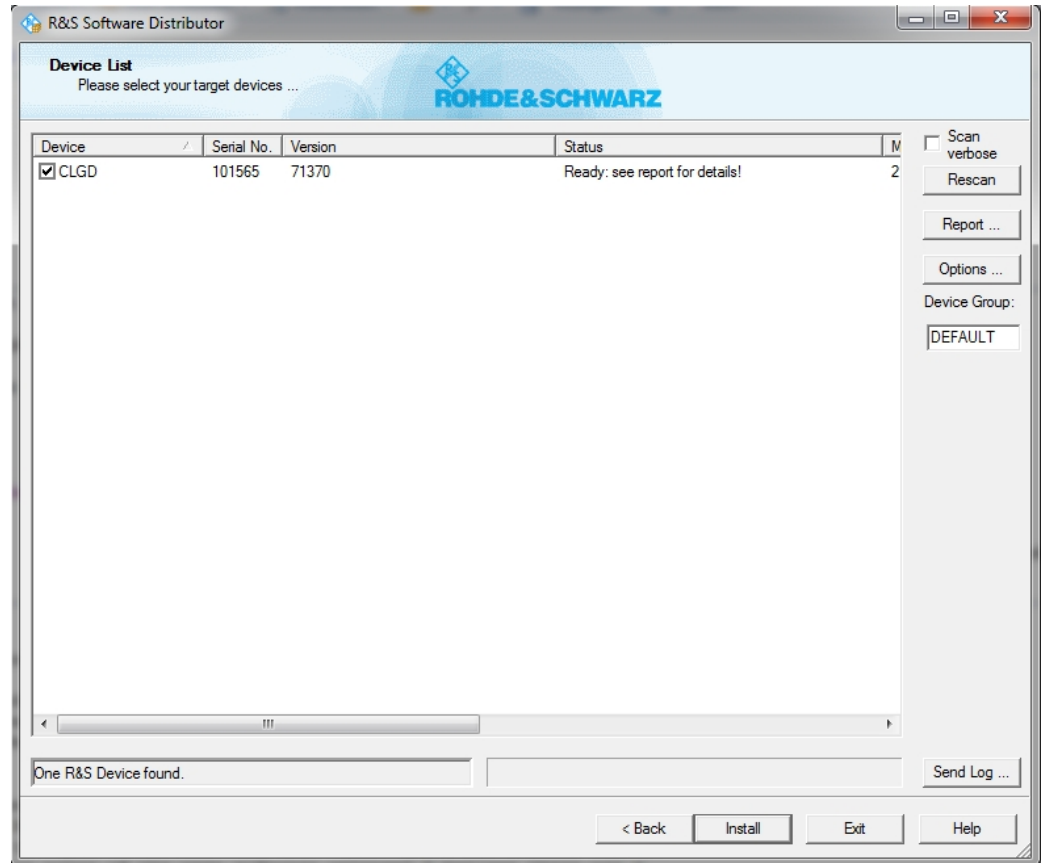 R&S Software Distributor
Device List
Please select your target devices ...
R&S
ROHDE&SCHWARZ
Device Serial No. Version Status M
CLGD 101565 71370 Ready: see report for details! 2
Scan
verbose
Rescan
Report ...
Options ...
Device Group:
DEFAULT
One R&S Device found.
Send Log ...
< Back Install Exit Help